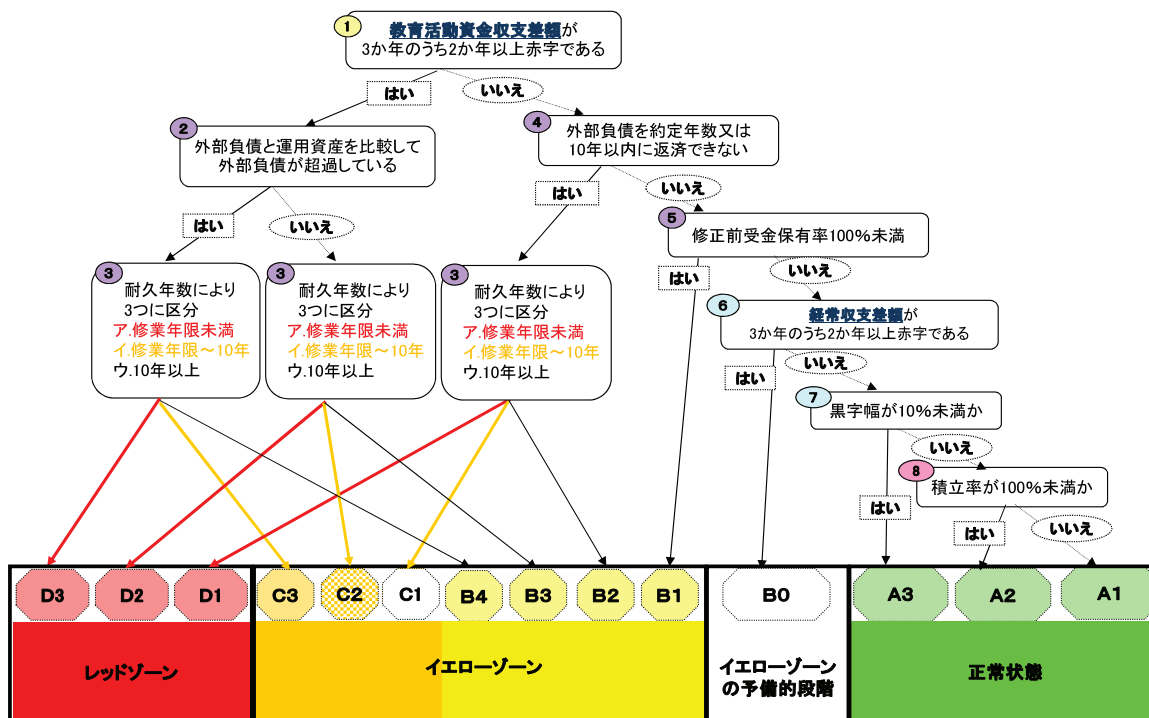 1
教育活動資金収支差額が
3か年のうち2か年以上赤字である
はい
いいえ
2
外部負債と運用資産を比較して
外部負債が超過している
4
外部負債を約定年数又は
10年以内に返済できない
はい
いいえ
はい
いいえ
5
修正前受金保有率100%未満
はい
いいえ
3
耐久年数により
3つに区分
ア.修業年限未満
イ.修業年限～10年
ウ.10年以上
3
耐久年数により
3つに区分
ア.修業年限未満
イ.修業年限～10年
ウ.10年以上
3
耐久年数により
3つに区分
ア.修業年限未満
イ.修業年限～10年
ウ.10年以上
6
経常収支差額が
3か年のうち2か年以上赤字である
はい
いいえ
7
黒字幅が10%未満か
はい
いいえ
8
積立率が100%未満か
はい
いいえ
D3
D2
D1
C3
C2
C1
B4
B3
B2
B1
B0
A3
A2
A1
レッドゾーン
イエローゾーン
イエローゾーン
の予備的段階
正常状態